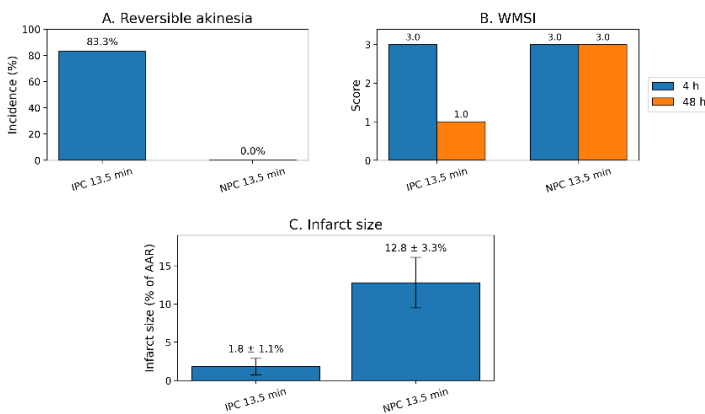 A. Reversible akinesia
Incidence (%)
100
80
60
40
20
0
83.3%
0.0%
IPC 13.5 min
NPC 13.5 min
B. WMSI
Score
3
2
1
0
3.0
1.0
3.0
3.0
IPC 13.5 min
NPC 13.5 min
4 h
48 h
C. Infarct size
Infarct size (% of AAR)
15
10
5
0
1.8 ± 1.1%
12.8 ± 3.3%
IPC 13.5 min
NPC 13.5 min